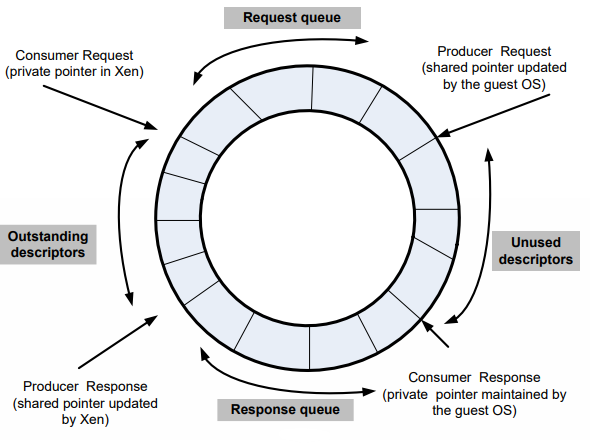 Request queue
Consumer Request
(private pointer in Xen)
Producer Request
(shared pointer updated
by the guest OS)
Outstanding
descriptors
Unused
descriptors
Producer Response
(shared pointer updated
by Xen)
Response queue
Consumer Response
(private pointer maintained by
the guest OS)